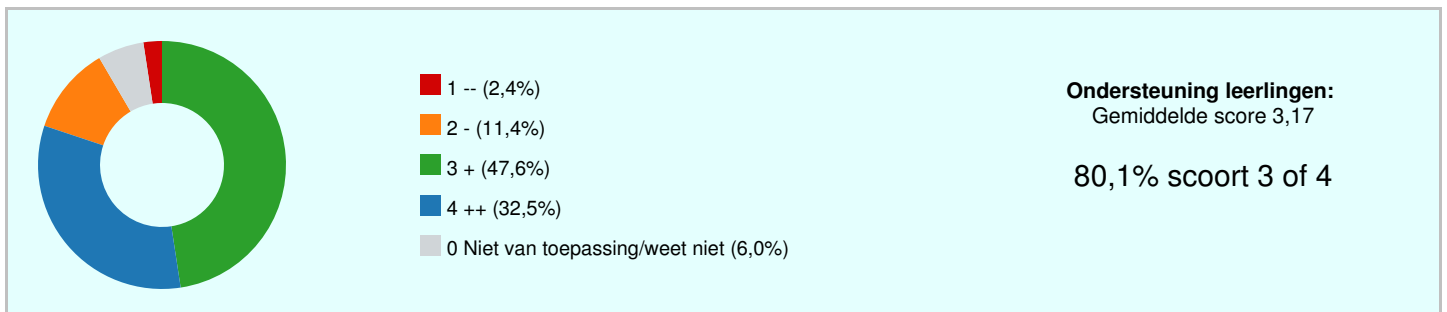 1 -- (2,4%)
2 - (11,4%)
3 + (47,6%)
4 ++ (32,5%)
0 Niet van toepassing/weet niet (6,0%)
Ondersteuning leerlingen:
Gemiddelde score 3,17
80,1% scoort 3 of 4